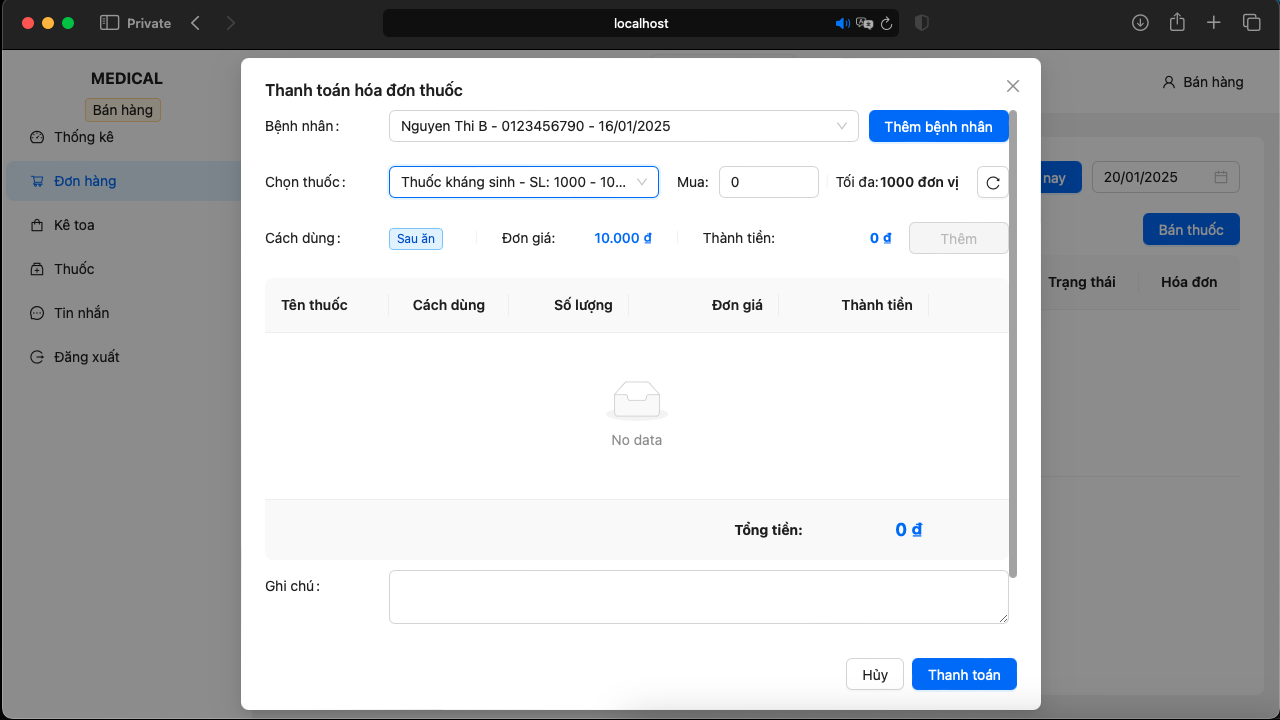 Private
localhost
MEDICAL
Bán hàng
Thống kê
Đơn hàng
Kê toa
Thuốc
Tin nhắn
Đăng xuất
Bán hàng
nay
20/01/2025
Bán thuốc
Trạng thái
Hóa đơn
Thanh toán hóa đơn thuốc
Bệnh nhân:
Nguyen Thi B - 0123456790 - 16/01/2025
Thêm bệnh nhân
Chọn thuốc:
Thuốc kháng sinh - SL: 1000 - 10...
Mua:
0
Tối đa: 1000 đơn vị
Cách dùng:
Sau ăn
Đơn giá:
10.000 ₫
Thành tiền:
0 ₫
Thêm
Tên thuốc
Cách dùng
Số lượng
Đơn giá
Thành tiền
No data
Tổng tiền:
0 ₫
Ghi chú:
Hủy
Thanh toán